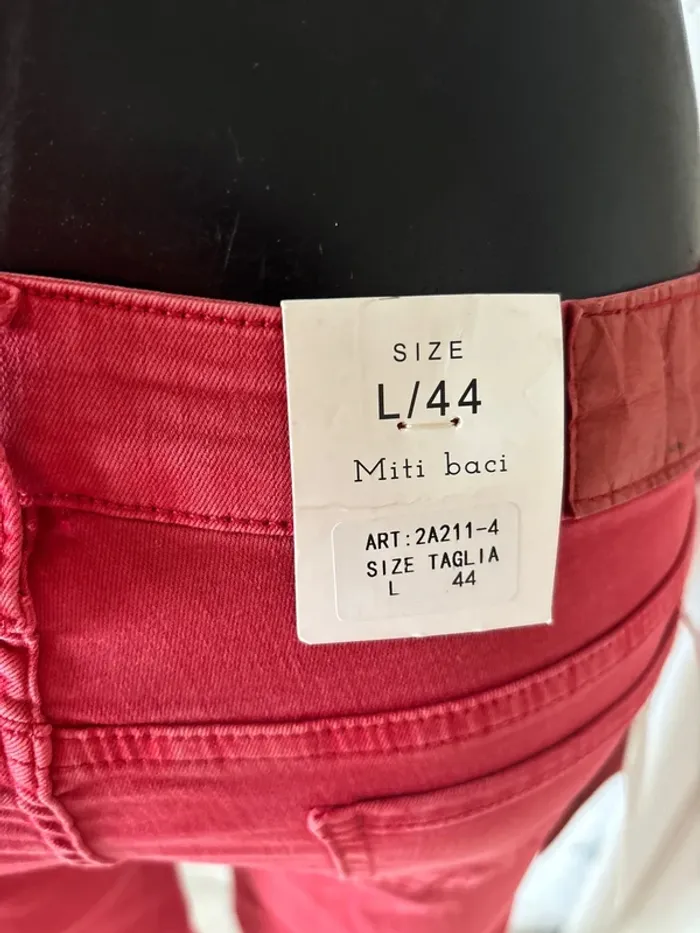 SIZE
L/44
Miti baci
ART:2A211-4
SIZE TAGLIA
L 44